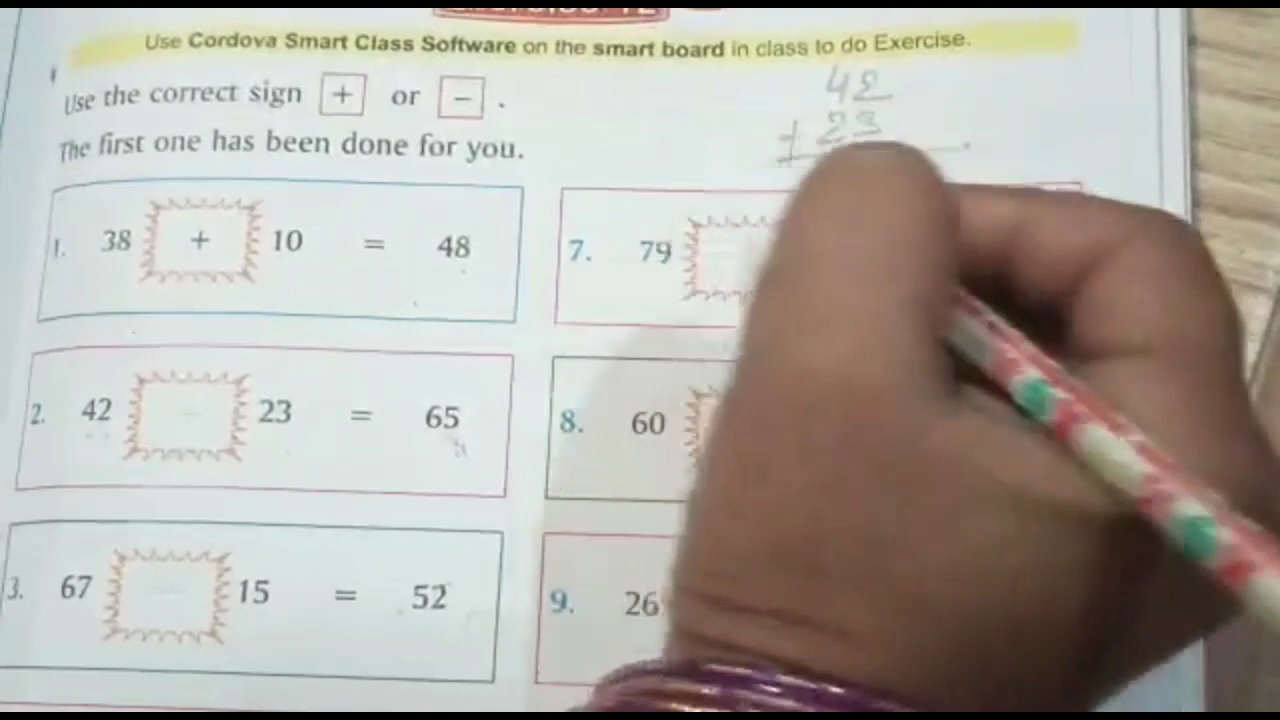 Use Cordova Smart Class Software on the smart board in class to do Exercise.
Use the correct sign + or − .
The first one has been done for you.
42
+ 23
1. 38 + 10 = 48
2. 42 23 = 65
3. 67 15 = 52
7. 79
8. 60
9. 26